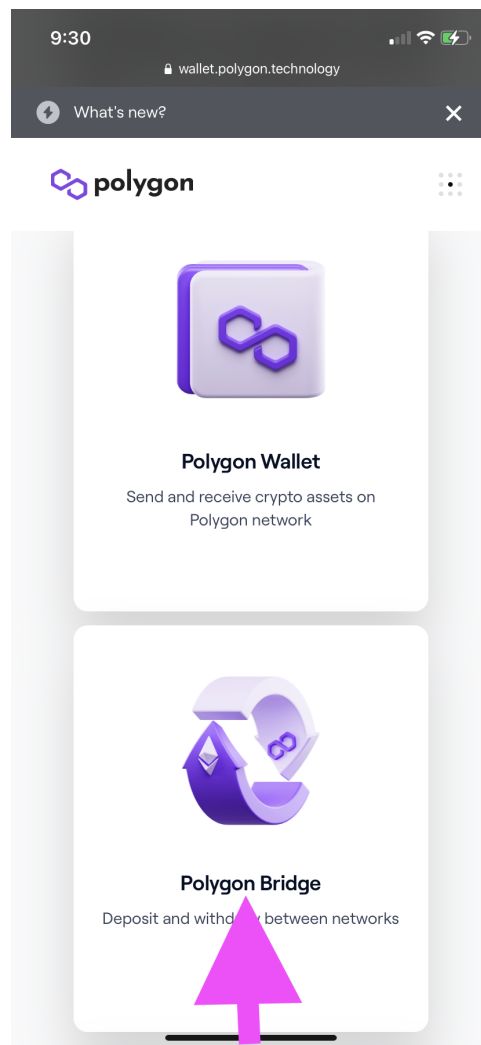 9:30
wallet.polygon.technology
What's new?
polygon
Polygon Wallet
Send and receive crypto assets on
Polygon network
Polygon Bridge
Deposit and between networks